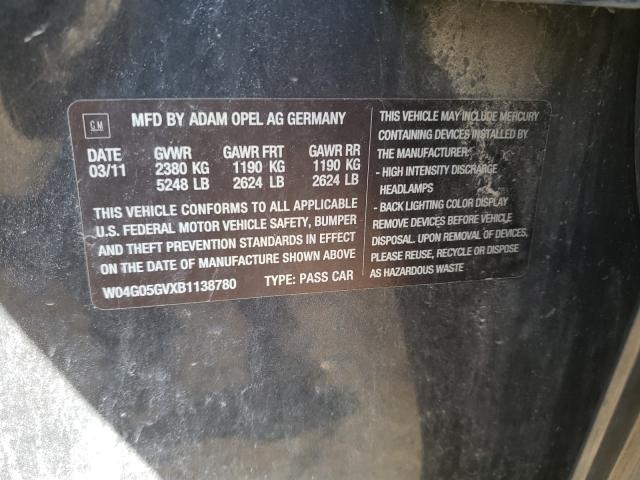 GM
MFD BY ADAM OPEL AG GERMANY
DATE GVWR GAWR FRT GAWR RR
03/11 2380 KG 1190 KG 1190 KG
5248 LB 2624 LB 2624 LB
THIS VEHICLE CONFORMS TO ALL APPLICABLE
U.S. FEDERAL MOTOR VEHICLE SAFETY, BUMPER
AND THEFT PREVENTION STANDARDS IN EFFECT
ON THE DATE OF MANUFACTURE SHOWN ABOVE
W04G05GVXB1138780 TYPE: PASS CAR
THIS VEHICLE MAY INCLUDE MERCURY
CONTAINING DEVICES INSTALLED BY
THE MANUFACTURER:
- HIGH INTENSITY DISCHARGE
HEADLAMPS
- BACK LIGHTING COLOR DISPLAY
REMOVE DEVICES BEFORE VEHICLE
DISPOSAL. UPON REMOVAL OF DEVICES,
PLEASE REUSE, RECYCLE OR DISPOSE
AS HAZARDOUS WASTE